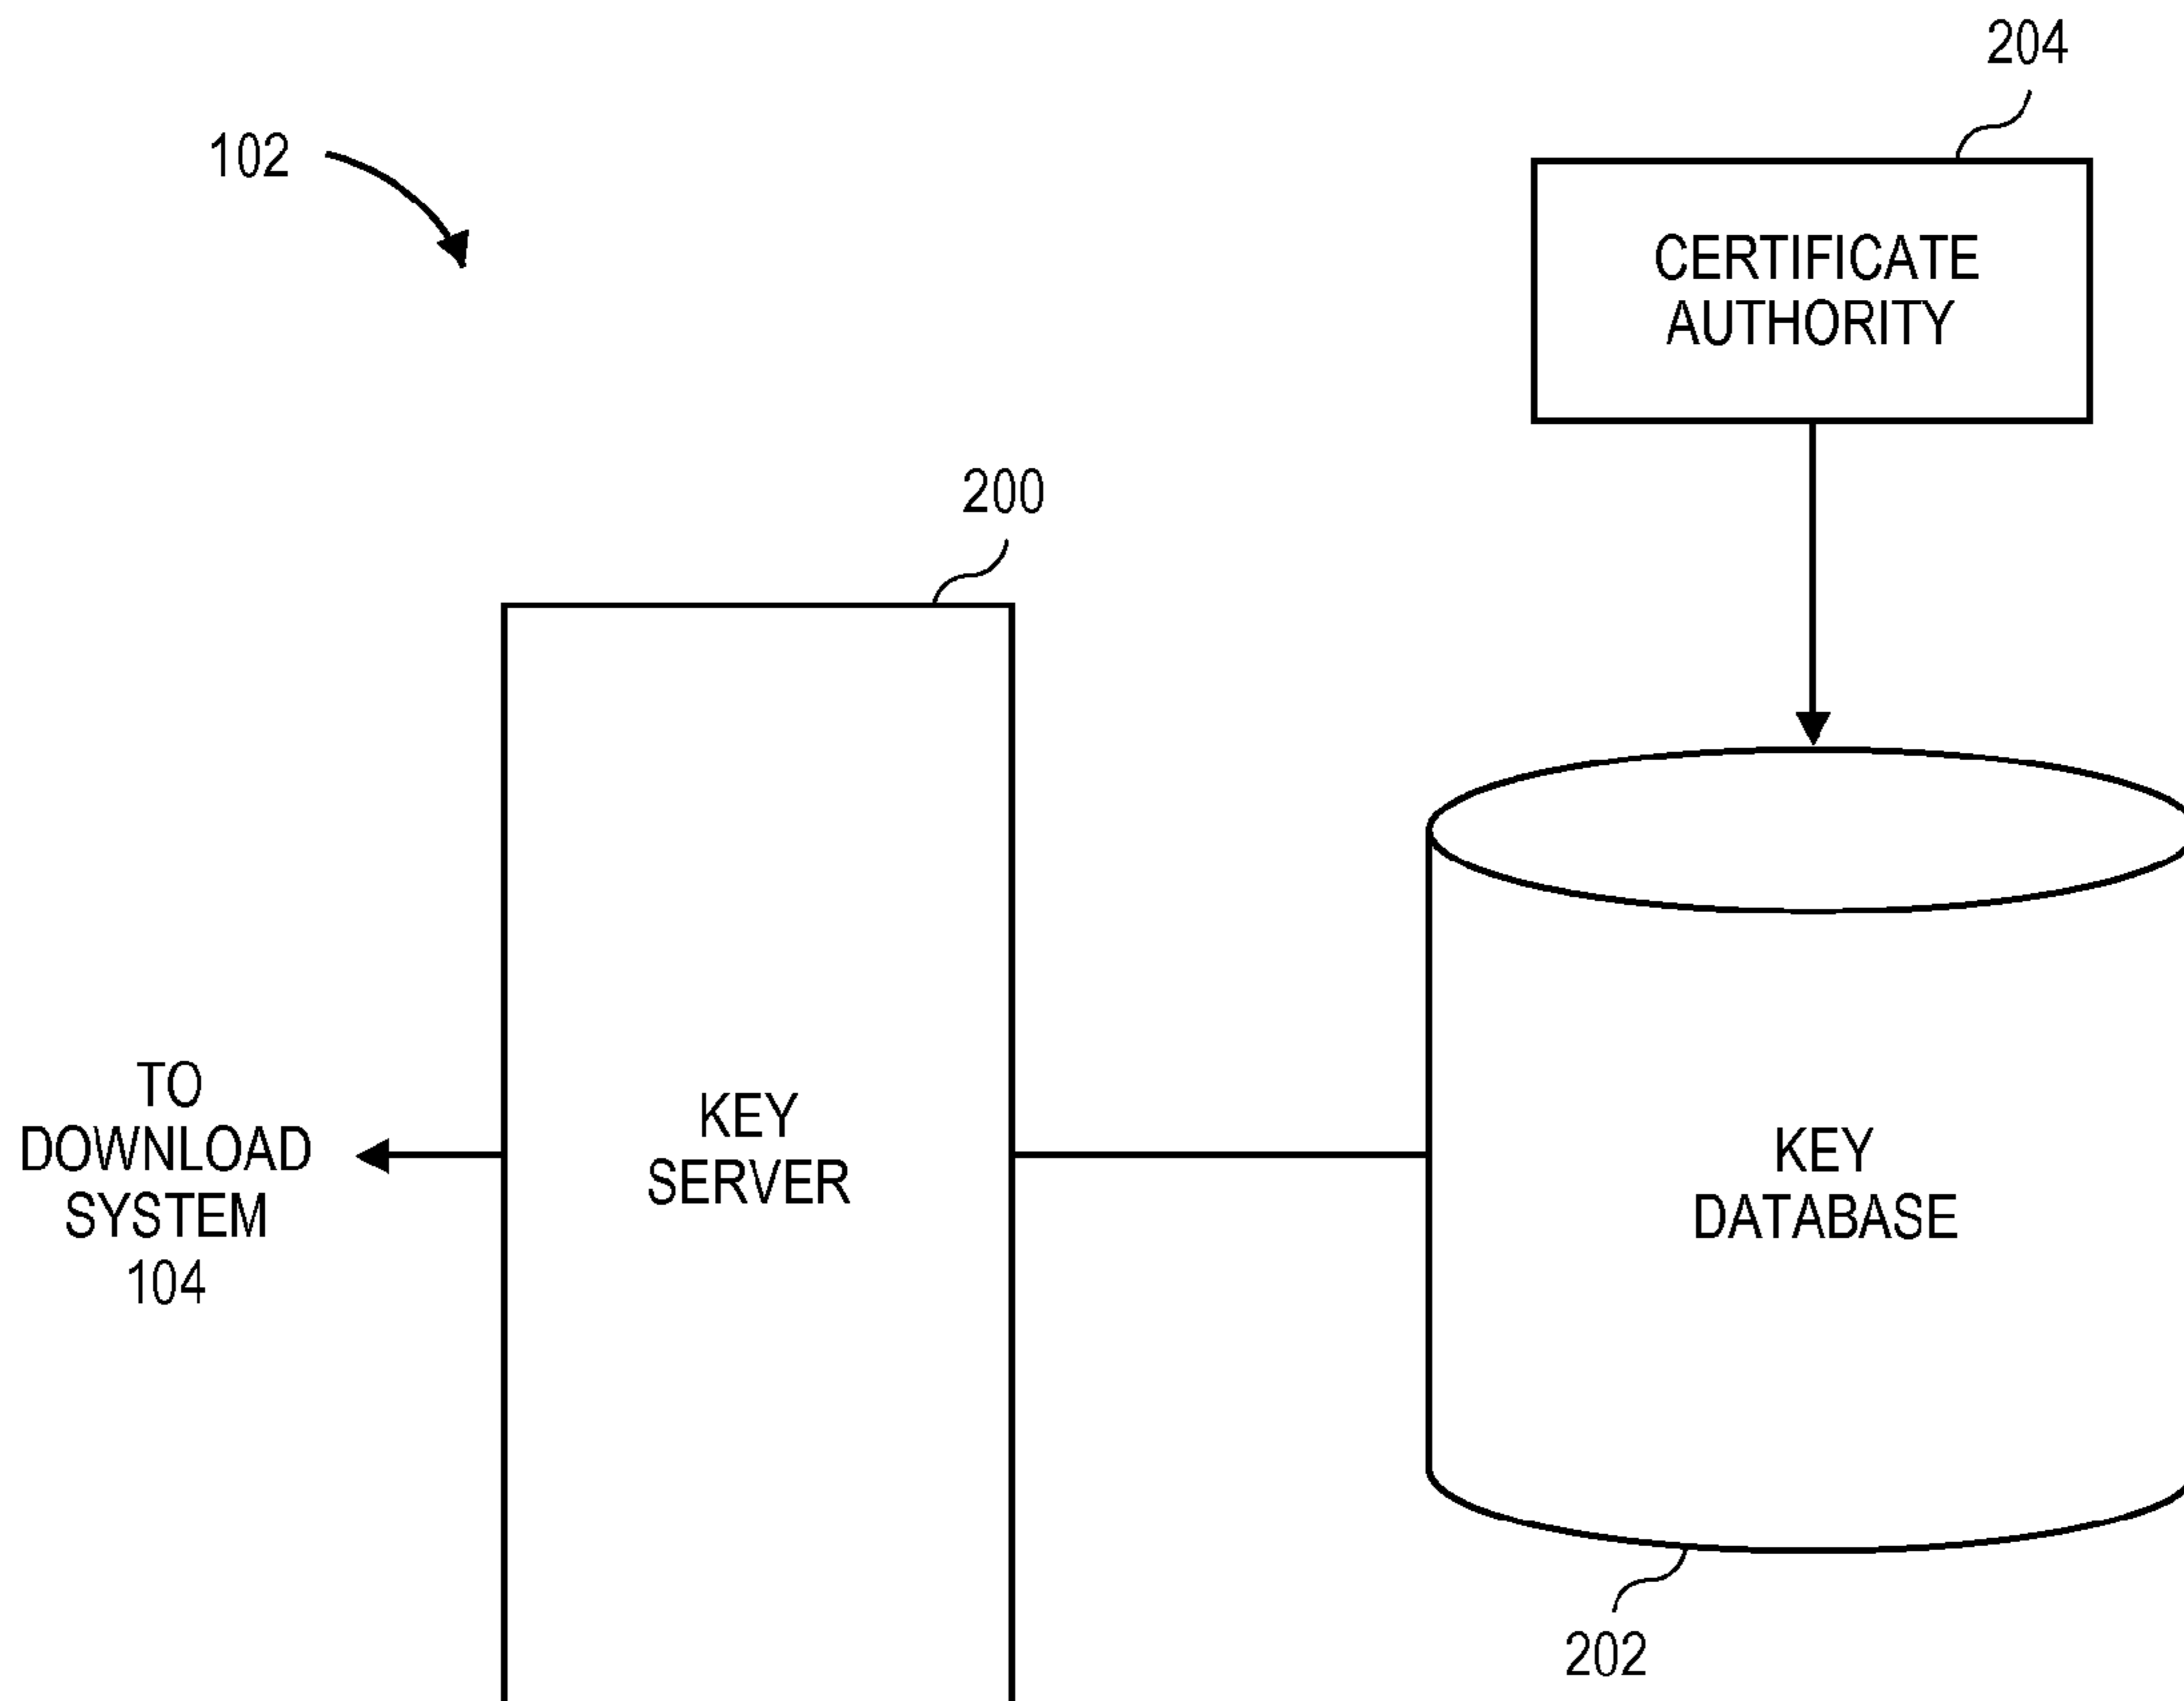 204
102
CERTIFICATE
AUTHORITY
200
TO
DOWNLOAD
SYSTEM
104
KEY
SERVER
KEY
DATABASE
202